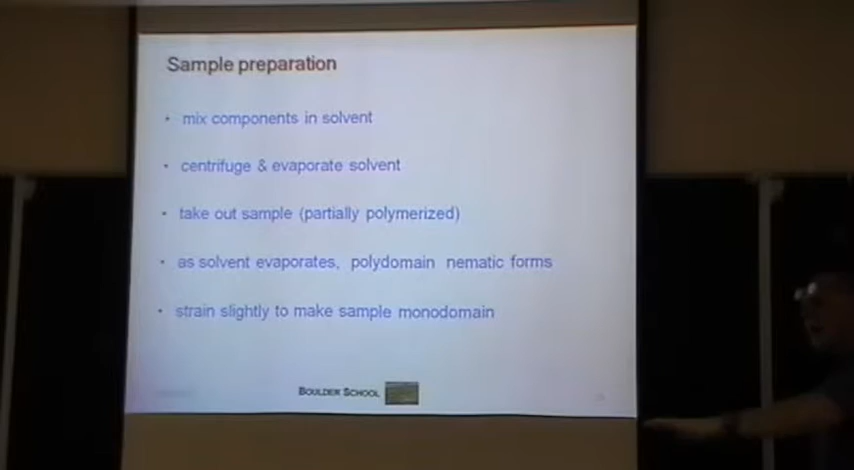 Sample preparation
• mix components in solvent
• centrifuge & evaporate solvent
• take out sample (partially polymerized)
• as solvent evaporates, polydomain nematic forms
• strain slightly to make sample monodomain
BOULDER SCHOOL